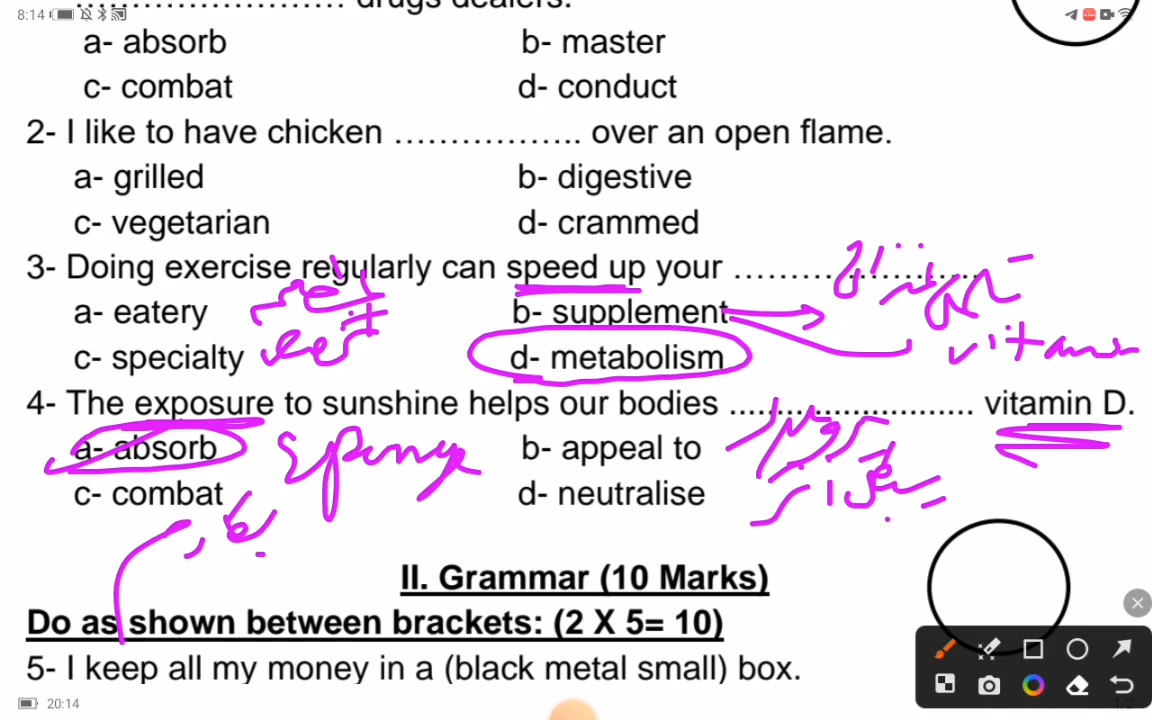 8:14
........................ drugs dealers.
a- absorb b- master
c- combat d- conduct
2- I like to have chicken ................. over an open flame.
a- grilled b- digestive
c- vegetarian d- crammed
3- Doing exercise regularly can speed up your ........................
a- eatery b- supplement
c- specialty d- metabolism
4- The exposure to sunshine helps our bodies .......................... vitamin D.
a- absorb b- appeal to
c- combat d- neutralise
II. Grammar (10 Marks)
Do as shown between brackets: (2 X 5= 10)
5- I keep all my money in a (black metal small) box.
20:14